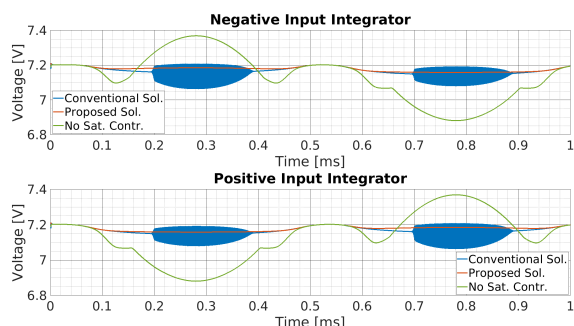 Negative Input Integrator
Voltage [V]
7.4
7.2
7
6.8
Conventional Sol.
Proposed Sol.
No Sat. Contr.
0 0.1 0.2 0.3 0.4 0.5 0.6 0.7 0.8 0.9 1
Time [ms]
Positive Input Integrator
Voltage [V]
7.4
7.2
7
6.8
Conventional Sol.
Proposed Sol.
No Sat. Contr.
0 0.1 0.2 0.3 0.4 0.5 0.6 0.7 0.8 0.9 1
Time [ms]